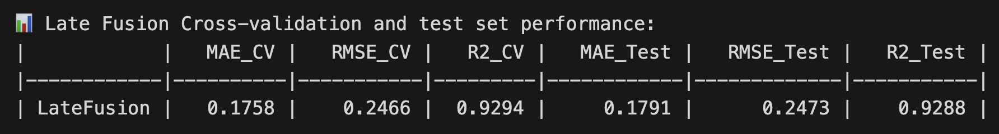 📊 Late Fusion Cross-validation and test set performance:
|            |   MAE_CV |   RMSE_CV |   R2_CV |   MAE_Test |   RMSE_Test |   R2_Test |
|------------|----------|-----------|---------|------------|-------------|-----------|
| LateFusion |   0.1758 |    0.2466 |  0.9294 |     0.1791 |      0.2473 |    0.9288 |